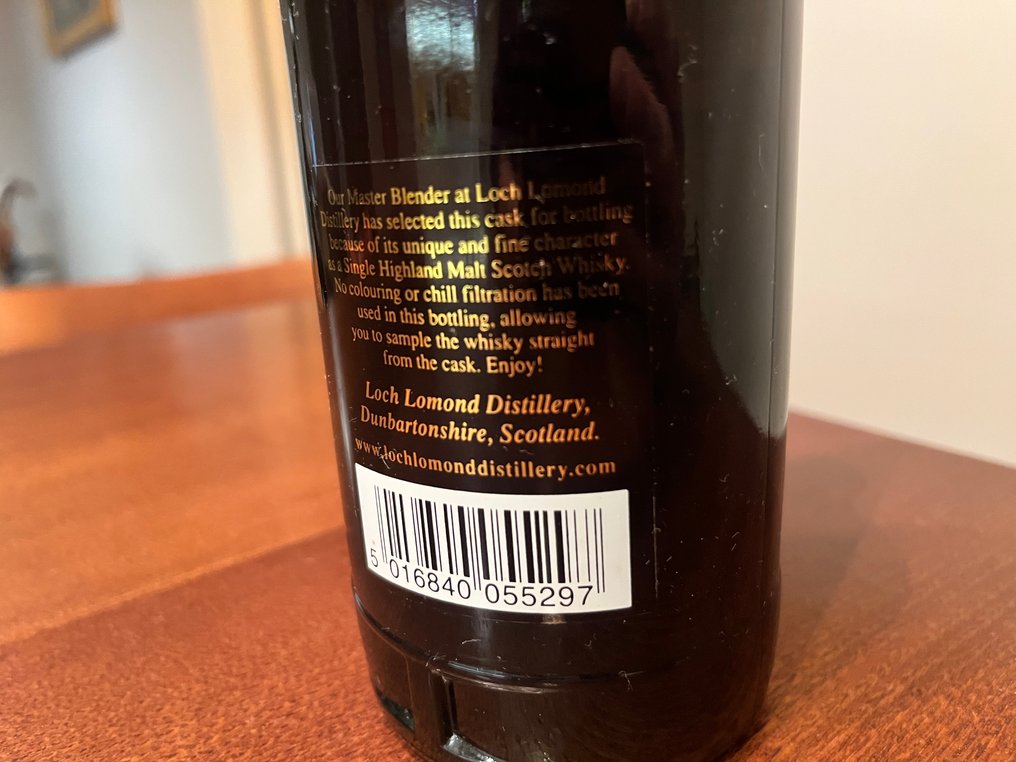 Our Master Blender at Loch Lomond
Distillery has selected this cask for bottling
because of its unique and fine character
as a Single Highland Malt Scotch Whisky.
No colouring or chill filtration has been
used in this bottling, allowing
you to sample the whisky straight
from the cask. Enjoy!
Loch Lomond Distillery,
Dunbartonshire, Scotland.
www.lochlomonddistillery.com
5 016840 055297